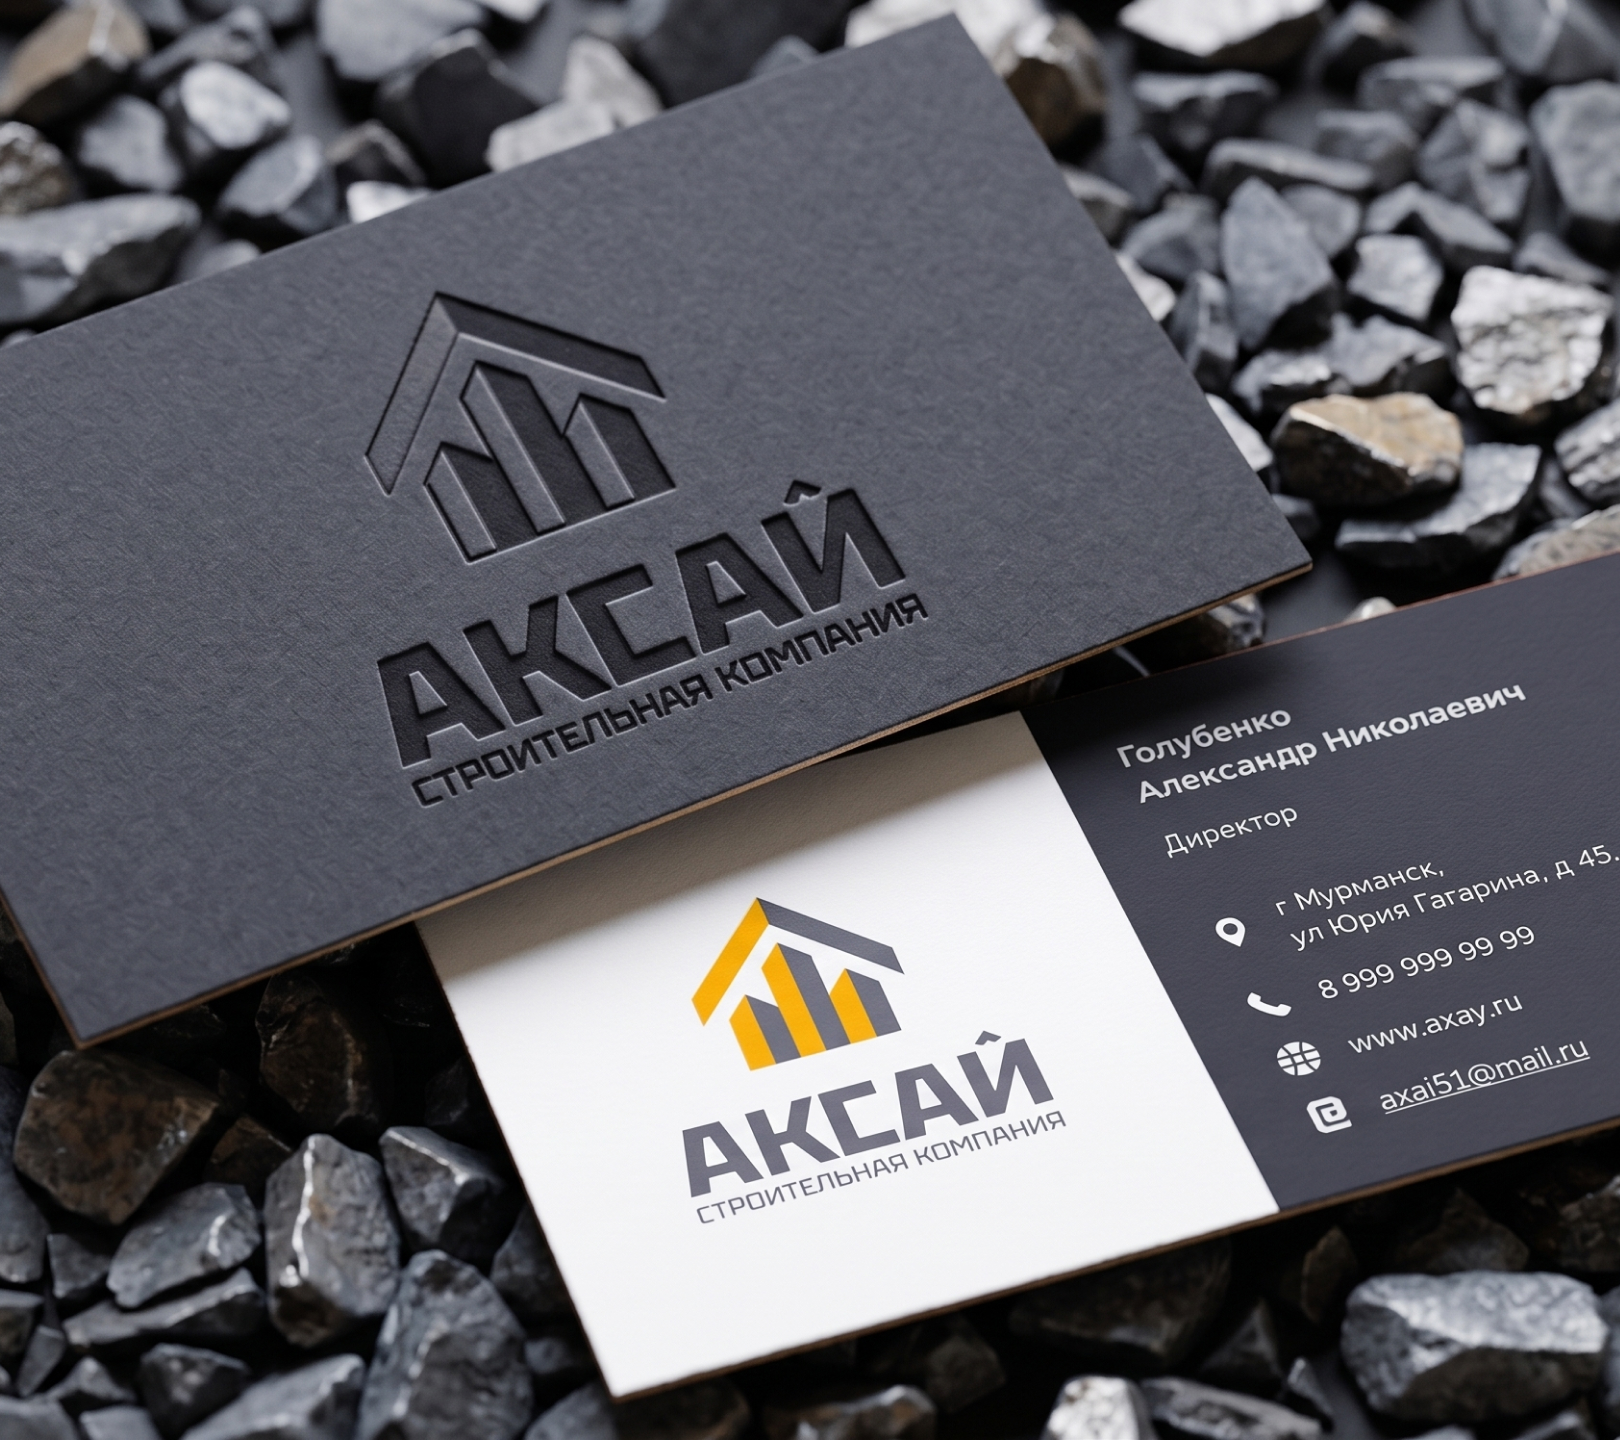 АКСАЙ
СТРОИТЕЛЬНАЯ КОМПАНИЯ
АКСАЙ
СТРОИТЕЛЬНАЯ КОМПАНИЯ
Голубенко
Александр Николаевич
Директор
г Мурманск,
ул Юрия Гагарина, д 45.
8 999 999 99 99
www.axay.ru
axai51@mail.ru